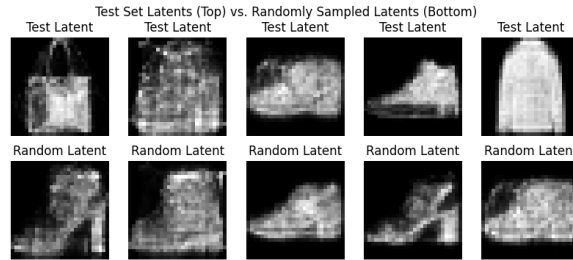 Test Set Latents (Top) vs. Randomly Sampled Latents (Bottom)
Test Latent Test Latent Test Latent Test Latent Test Latent
Random Latent Random Latent Random Latent Random Latent Random Laten